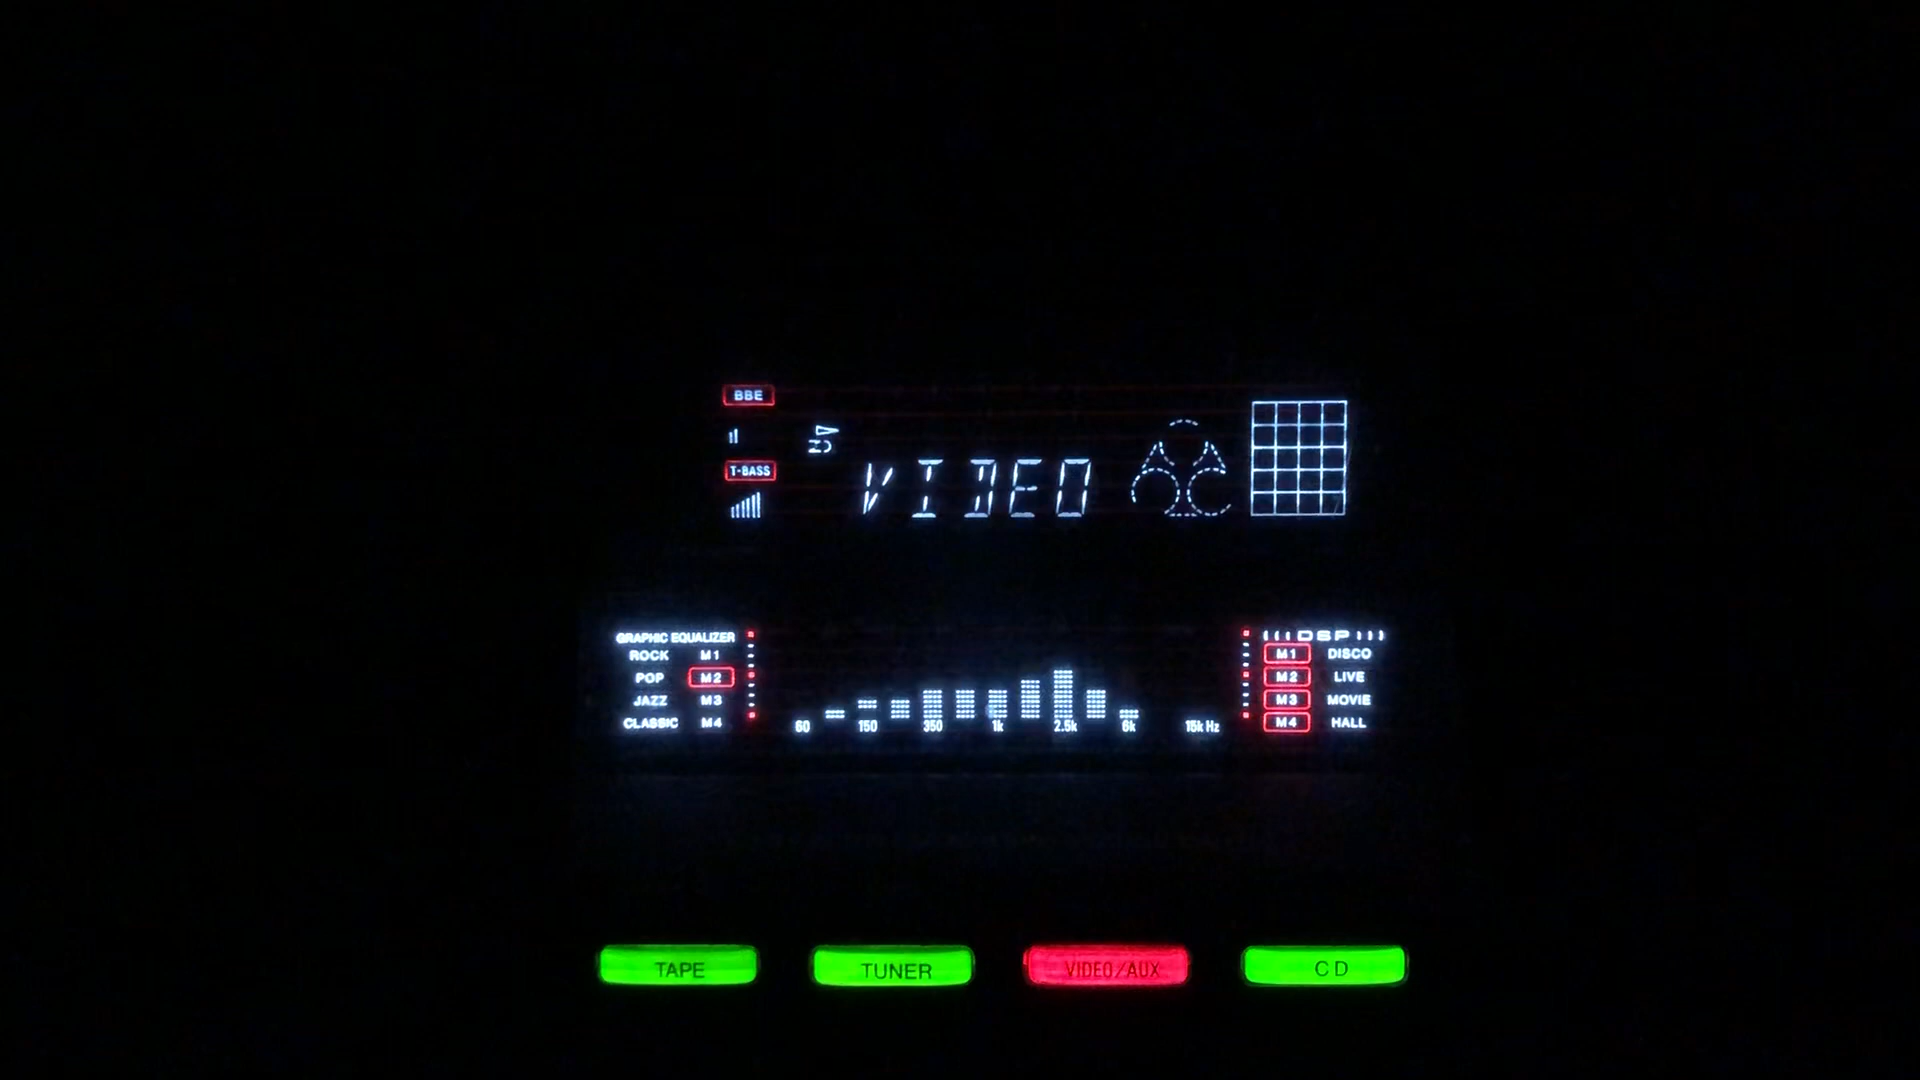 BBE
T-BASS
VIDEO
GRAPHIC EQUALIZER
ROCK M1
POP M2
JAZZ M3
CLASSIC M4
60 150 350 1k 2.5k 6k 15k Hz
DSP
M1 DISCO
M2 LIVE
M3 MOVIE
M4 HALL
TAPE TUNER VIDEO/AUX CD